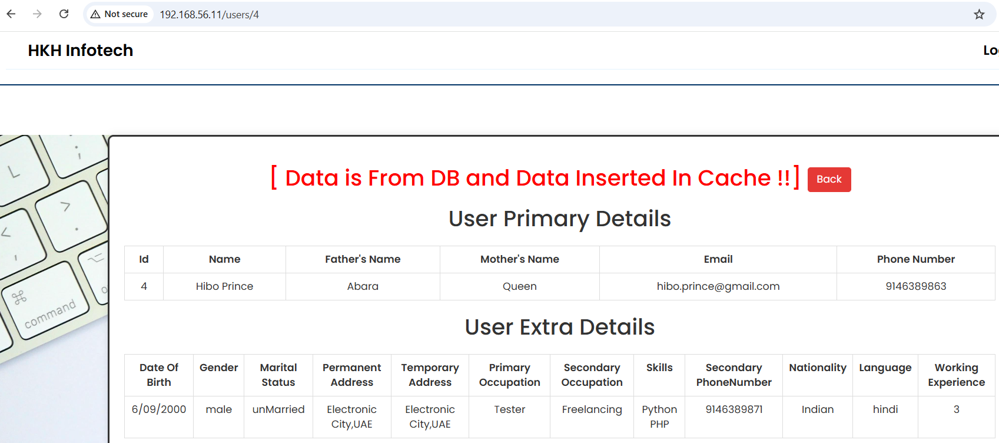 Not secure 192.168.56.11/users/4
HKH Infotech
[ Data is From DB and Data Inserted In Cache !!] Back
User Primary Details
Id Name Father's Name Mother's Name Email Phone Number
4 Hibo Prince Abara Queen hibo.prince@gmail.com 9146389863
User Extra Details
Date Of Birth Gender Marital Status Permanent Address Temporary Address Primary Occupation Secondary Occupation Skills Secondary PhoneNumber Nationality Language Working Experience
6/09/2000 male unMarried Electronic City,UAE Electronic City,UAE Tester Freelancing Python PHP 9146389871 Indian hindi 3
L
;
>
.
<
,
⌘
command